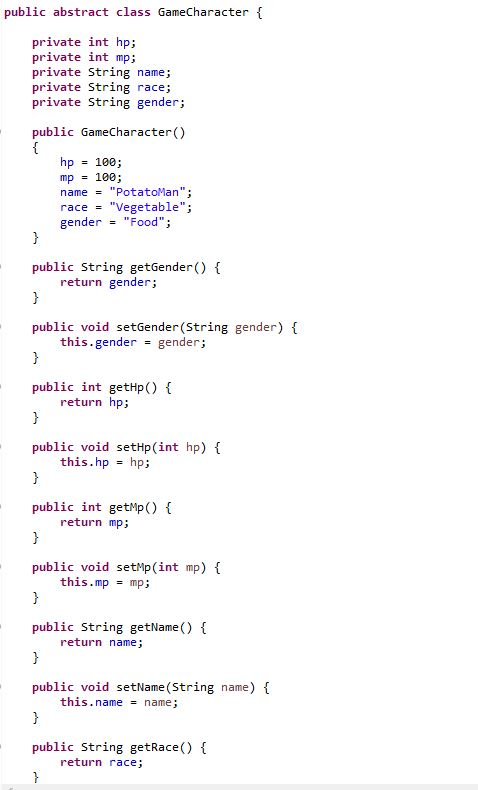 public abstract class GameCharacter {
private int hp;
private int mp;
private String name;
private String race;
private String gender;
public GameCharacter()
{
hp = 100;
mp = 100;
name = "PotatoMan";
race = "Vegetable";
gender = "Food";
}
public String getGender() {
return gender;
}
public void setGender(String gender) {
this.gender = gender;
}
public int getHp() {
return hp;
}
public void setHp(int hp) {
this.hp = hp;
}
public int getMp() {
return mp;
}
public void setMp(int mp) {
this.mp = mp;
}
public String getName() {
return name;
}
public void setName(String name) {
this.name = name;
}
public String getRace() {
return race;
}